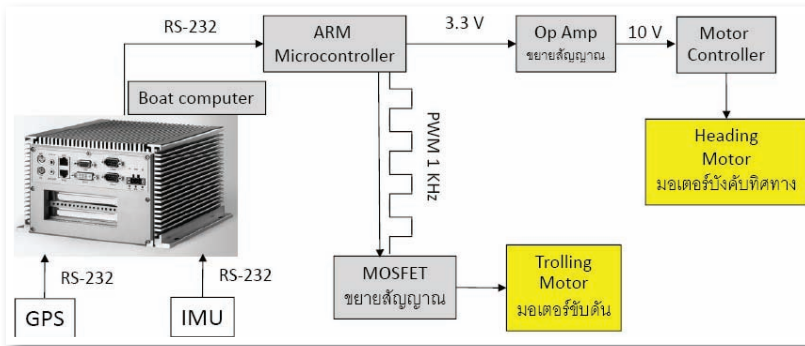 RS-232
ARM
Microcontroller
3.3 V
Op Amp
ขยายสัญญาณ
10 V
Motor
Controller
Boat computer
PWM 1 KHz
Heading
Motor
มอเตอร์บังคับทิศทาง
RS-232
RS-232
GPS
IMU
MOSFET
ขยายสัญญาณ
Trolling
Motor
มอเตอร์ขับดัน